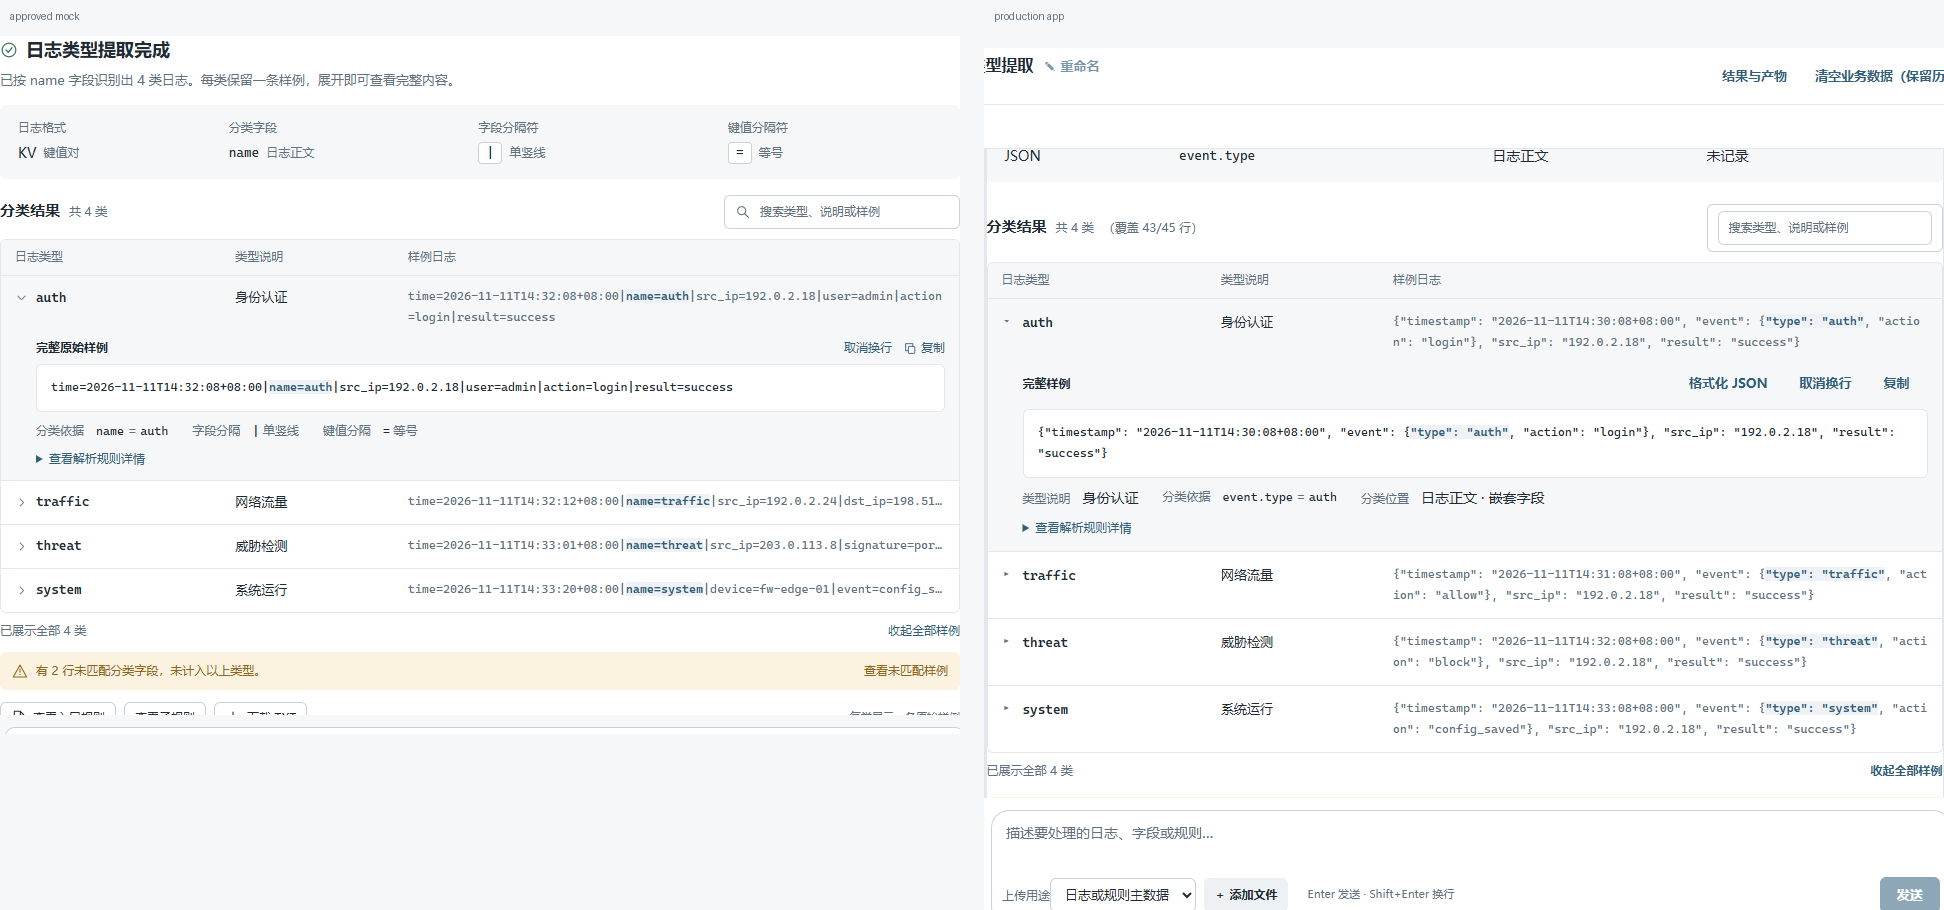 approved mock
日志类型提取完成
已按 name 字段识别出 4 类日志。每类保留一条样例，展开即可查看完整内容。
日志格式 分类字段 字段分隔符 键值分隔符
KV 键值对 name 日志正文 | 单竖线 = 等号
分类结果 共 4 类 搜索类型、说明或样例
日志类型 类型说明 样例日志
auth 身份认证 time=2026-11-11T14:32:08+08:00|name=auth|src_ip=192.0.2.18|user=admin|action
=login|result=success
完整原始样例 取消换行 复制
time=2026-11-11T14:32:08+08:00|name=auth|src_ip=192.0.2.18|user=admin|action=login|result=success
分类依据 name = auth 字段分隔 | 单竖线 键值分隔 = 等号
▶ 查看解析规则详情
traffic 网络流量 time=2026-11-11T14:32:12+08:00|name=traffic|src_ip=192.0.2.24|dst_ip=198.51…
threat 威胁检测 time=2026-11-11T14:33:01+08:00|name=threat|src_ip=203.0.113.8|signature=por…
system 系统运行 time=2026-11-11T14:33:20+08:00|name=system|device=fw-edge-01|event=config_s…
已展示全部 4 类 收起全部样例
有 2 行未匹配分类字段，未计入以上类型。 查看未匹配样例
production app
型提取 重命名
结果与产物 清空业务数据（保留历
JSON event.type 日志正文 未记录
分类结果 共 4 类 （覆盖 43/45 行） 搜索类型、说明或样例
日志类型 类型说明 样例日志
auth 身份认证 {"timestamp": "2026-11-11T14:30:08+08:00", "event": {"type": "auth", "actio
n": "login"}, "src_ip": "192.0.2.18", "result": "success"}
完整样例 格式化 JSON 取消换行 复制
{"timestamp": "2026-11-11T14:30:08+08:00", "event": {"type": "auth", "action": "login"}, "src_ip": "192.0.2.18", "result":
"success"}
类型说明 身份认证 分类依据 event.type = auth 分类位置 日志正文 · 嵌套字段
▶ 查看解析规则详情
traffic 网络流量 {"timestamp": "2026-11-11T14:31:08+08:00", "event": {"type": "traffic", "act
ion": "allow"}, "src_ip": "192.0.2.18", "result": "success"}
threat 威胁检测 {"timestamp": "2026-11-11T14:32:08+08:00", "event": {"type": "threat", "acti
on": "block"}, "src_ip": "192.0.2.18", "result": "success"}
system 系统运行 {"timestamp": "2026-11-11T14:33:08+08:00", "event": {"type": "system", "acti
on": "config_saved"}, "src_ip": "192.0.2.18", "result": "success"}
已展示全部 4 类 收起全部样例
描述要处理的日志、字段或规则...
上传用途 日志或规则主数据 + 添加文件 Enter 发送 · Shift+Enter 换行 发送